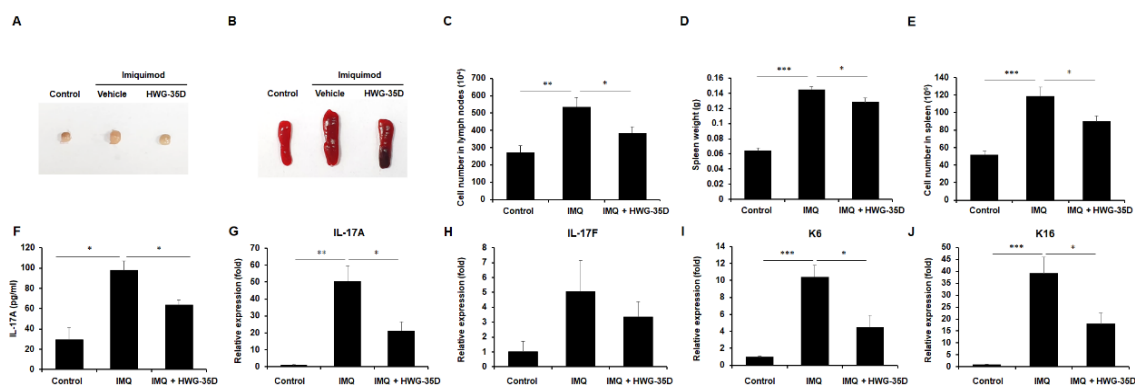 A
B
C
D
E
Imiquimod
Control
Vehicle
HWG-35D
Imiquimod
Control
Vehicle
HWG-35D
Cell number in lymph nodes (10⁴)
700
600
500
400
300
200
100
0
**
*
Control
IMQ
IMQ + HWG-35D
Spleen weight (g)
0.16
0.14
0.12
0.1
0.08
0.06
0.04
0.02
0
***
*
Control
IMQ
IMQ + HWG-35D
140
120
100
80
60
40
20
0
***
*
Control
IMQ
IMQ + HWG-35D
F
G
H
I
J
IL-17A (pg/ml)
120
100
80
60
40
20
0
*
*
Control
IMQ
IMQ + HWG-35D
IL-17A
Relative expression (fold)
70
60
50
40
30
20
10
0
**
*
Control
IMQ
IMQ + HWG-35D
IL-17F
Relative expression (fold)
8
7
6
5
4
3
2
1
0
Control
IMQ
IMQ + HWG-35D
K6
Relative expression (fold)
14
12
10
8
6
4
2
0
***
*
Control
IMQ
IMQ + HWG-35D
K16
Relative expression (fold)
50
45
40
35
30
25
20
15
10
5
0
***
*
Control
IMQ
IMQ + HWG-35D